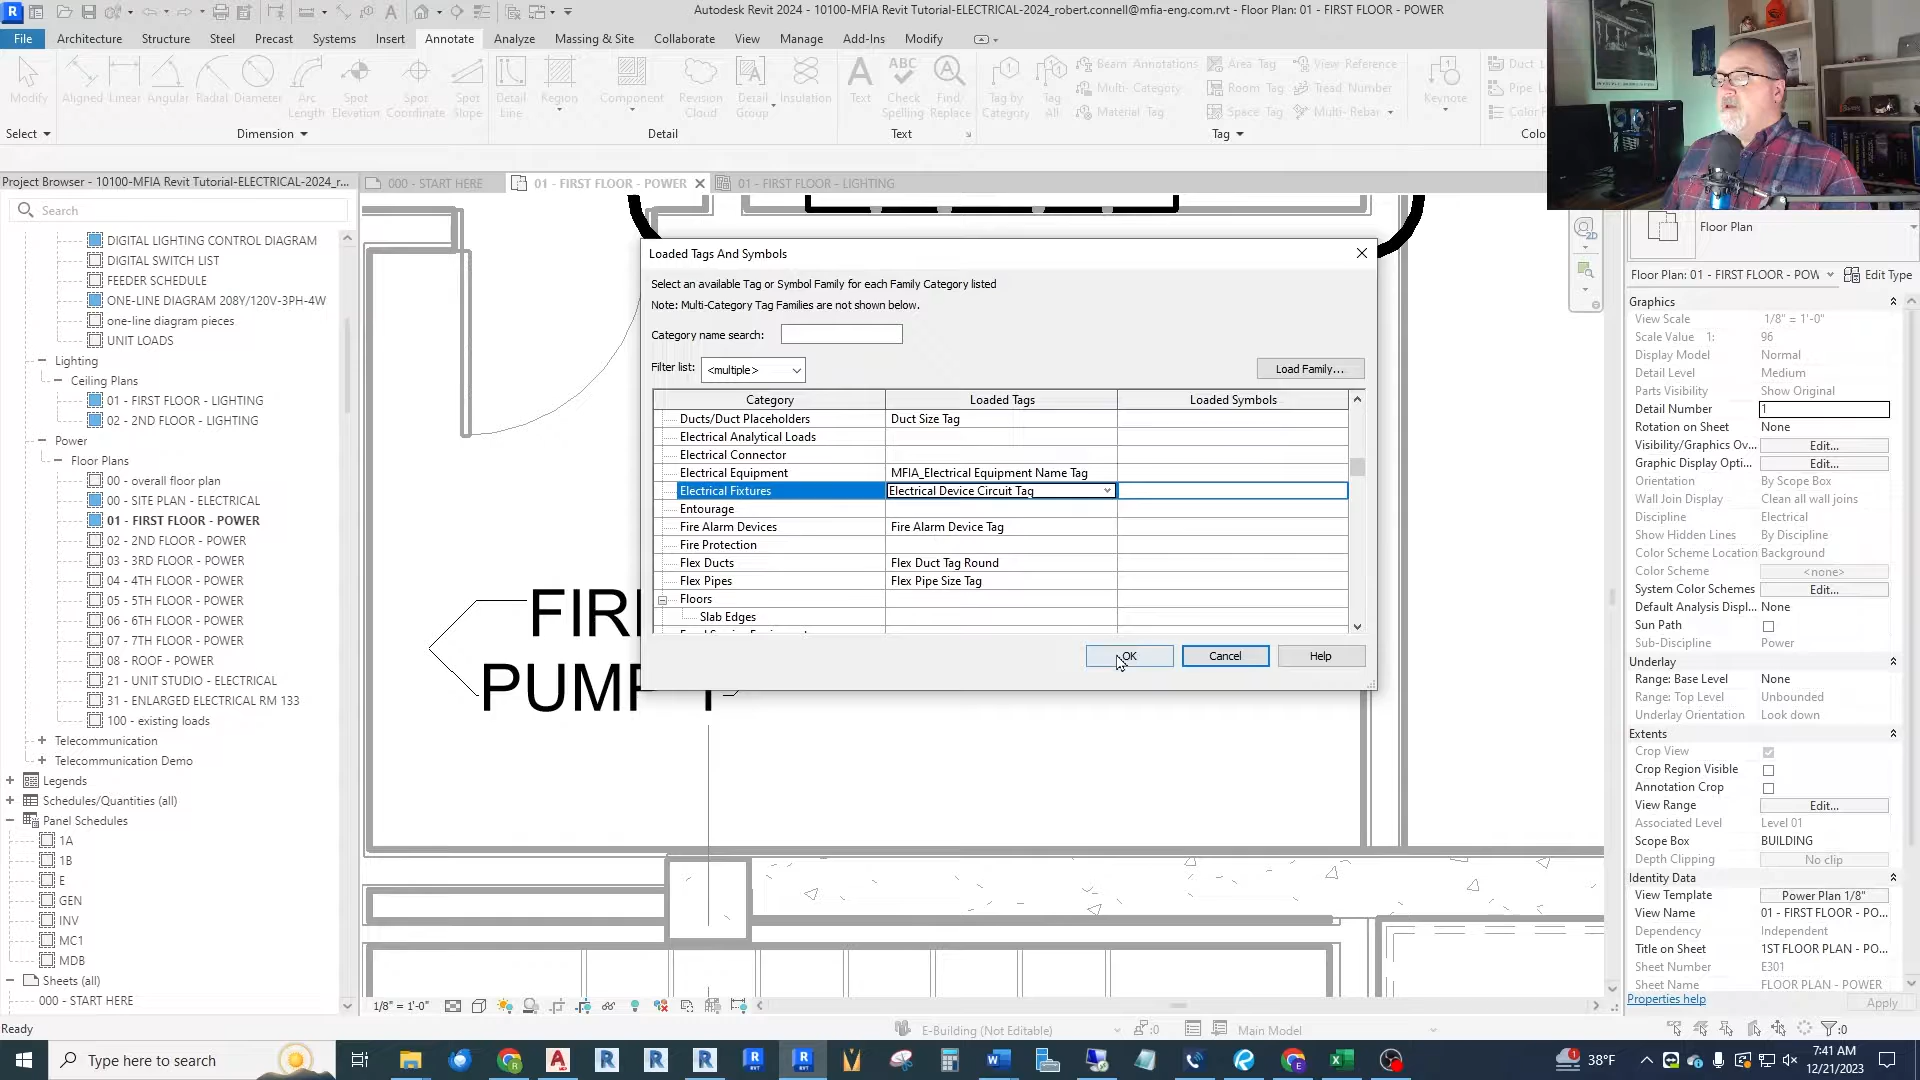 Autodesk Revit 2024 - 10100-MFIA Revit Tutorial-ELECTRICAL-2024_robert.connell@mfia-eng.com.rvt - Floor Plan: 01 - FIRST FLOOR - POWER
File Architecture Structure Steel Precast Systems Insert Annotate Analyze Massing & Site Collaborate View Manage Add-Ins Modify
Modify Aligned Linear Angular Radial Diameter Arc Length Spot Elevation Spot Coordinate Spot Slope Detail Line Region Component Revision Cloud Detail Group Insulation Text Check Spelling Find/ Replace Tag by Category Tag All
Beam Annotations Area Tag View Reference
Multi- Category Room Tag Tread Number
Material Tag Space Tag Multi- Rebar
Keynote
Select Dimension Detail Text Tag
Project Browser - 10100-MFIA Revit Tutorial-ELECTRICAL-2024_r...
000 - START HERE
01 - FIRST FLOOR - POWER
01 - FIRST FLOOR - LIGHTING
Search
DIGITAL LIGHTING CONTROL DIAGRAM
DIGITAL SWITCH LIST
FEEDER SCHEDULE
ONE-LINE DIAGRAM 208Y/120V-3PH-4W
one-line diagram pieces
UNIT LOADS
Lighting
Ceiling Plans
01 - FIRST FLOOR - LIGHTING
02 - 2ND FLOOR - LIGHTING
Power
Floor Plans
00 - overall floor plan
00 - SITE PLAN - ELECTRICAL
01 - FIRST FLOOR - POWER
02 - 2ND FLOOR - POWER
03 - 3RD FLOOR - POWER
04 - 4TH FLOOR - POWER
05 - 5TH FLOOR - POWER
06 - 6TH FLOOR - POWER
07 - 7TH FLOOR - POWER
08 - ROOF - POWER
21 - UNIT STUDIO - ELECTRICAL
31 - ENLARGED ELECTRICAL RM 133
100 - existing loads
Telecommunication
Telecommunication Demo
Legends
Schedules/Quantities (all)
Panel Schedules
1A
1B
E
GEN
INV
MC1
MDB
Sheets (all)
000 - START HERE
FIRE
PUMP
Loaded Tags And Symbols
Select an available Tag or Symbol Family for each Family Category listed
Note: Multi-Category Tag Families are not shown below.
Category name search:
Filter list: <multiple> Load Family...
Category Loaded Tags Loaded Symbols
Ducts/Duct Placeholders Duct Size Tag
Electrical Analytical Loads
Electrical Connector
Electrical Equipment MFIA_Electrical Equipment Name Tag
Electrical Fixtures Electrical Device Circuit Tag
Entourage
Fire Alarm Devices Fire Alarm Device Tag
Fire Protection
Flex Ducts Flex Duct Tag Round
Flex Pipes Flex Pipe Size Tag
Floors
Slab Edges
OK Cancel Help
Floor Plan
Floor Plan: 01 - FIRST FLOOR - POW Edit Type
Graphics
View Scale 1/8" = 1'-0"
Scale Value 1: 96
Display Model Normal
Detail Level Medium
Parts Visibility Show Original
Detail Number 1
Rotation on Sheet None
Visibility/Graphics Ov... Edit...
Graphic Display Opti... Edit...
Orientation By Scope Box
Wall Join Display Clean all wall joins
Discipline Electrical
Show Hidden Lines By Discipline
Color Scheme Location Background
Color Scheme <none>
System Color Schemes Edit...
Default Analysis Displ... None
Sun Path
Sub-Discipline Power
Underlay
Range: Base Level None
Range: Top Level Unbounded
Underlay Orientation Look down
Extents
Crop View
Crop Region Visible
Annotation Crop
View Range Edit...
Associated Level Level 01
Scope Box BUILDING
Depth Clipping No clip
Identity Data
View Template Power Plan 1/8"
View Name 01 - FIRST FLOOR - PO...
Dependency Independent
Title on Sheet 1ST FLOOR PLAN - PO...
Sheet Number E301
Sheet Name FLOOR PLAN - POWER
Properties help Apply
1/8" = 1'-0"
Ready E-Building (Not Editable) :0 Main Model :0
Type here to search 38°F 7:41 AM
12/21/2023